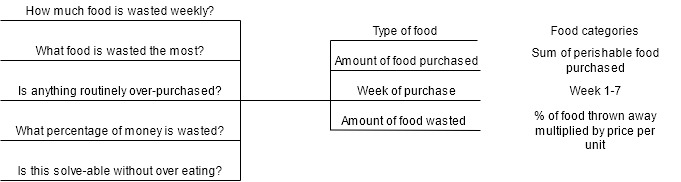 How much food is wasted weekly?
What food is wasted the most?
Is anything routinely over-purchased?
What percentage of money is wasted?
Is this solve-able without over eating?
Type of food
Amount of food purchased
Week of purchase
Amount of food wasted
Food categories
Sum of perishable food
purchased
Week 1-7
% of food thrown away
multiplied by price per
unit